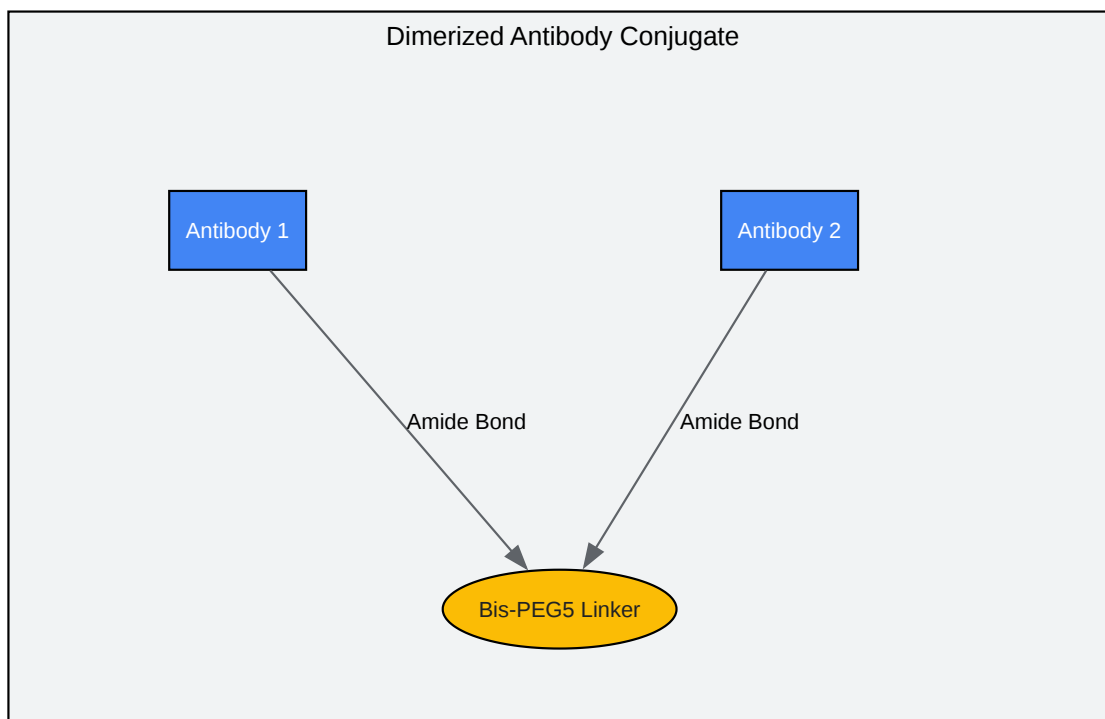 Dimerized Antibody Conjugate
Antibody 1
Antibody 2
Amide Bond
Amide Bond
Bis-PEG5 Linker